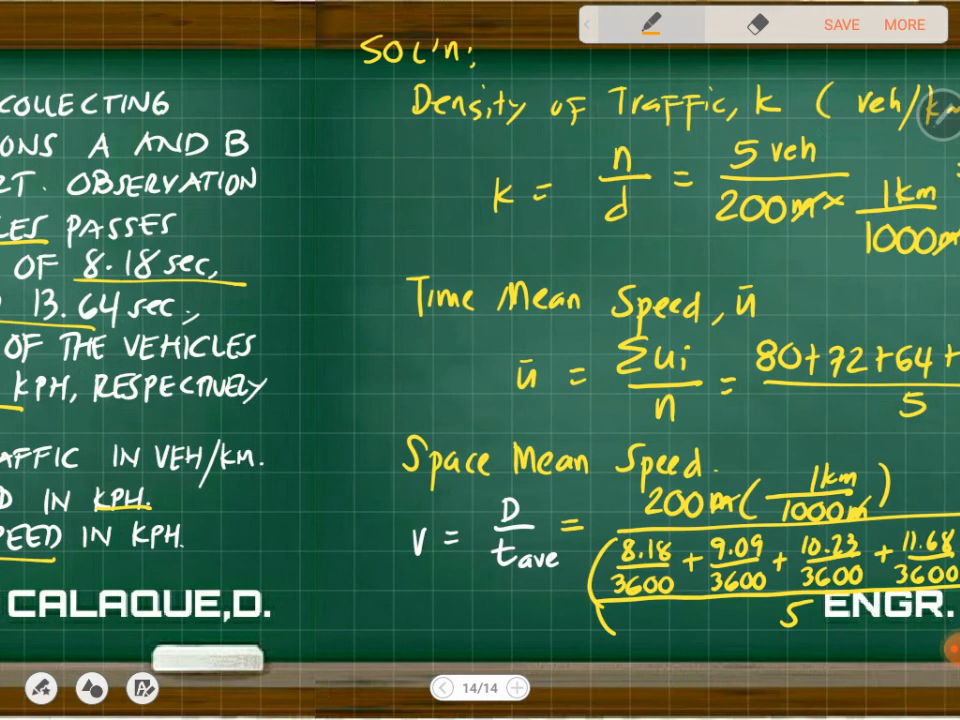 COLLECTING
ONS A AND B
RT. OBSERVATION
LES PASSES
OF 8.18 sec,
13.64 sec.,
OF THE VEHICLES
KPH, RESPECTIVELY
AFFIC IN VEH/KM.
D IN KPH.
PEED IN KPH.
CALAQUE,D.
SAVE MORE
SOL'n:
Density of Traffic, K ( veh/km
K = n/d = 5 veh / 200m × 1km/1000m =
Time Mean Speed, ū
ū = Σui/n = 80+72+64+ / 5
Space Mean Speed.
v = D/tave = 200m(1km/1000m) / (8.18/3600 + 9.09/3600 + 10.23/3600 + 11.68/3600 / 5
ENGR.
14/14